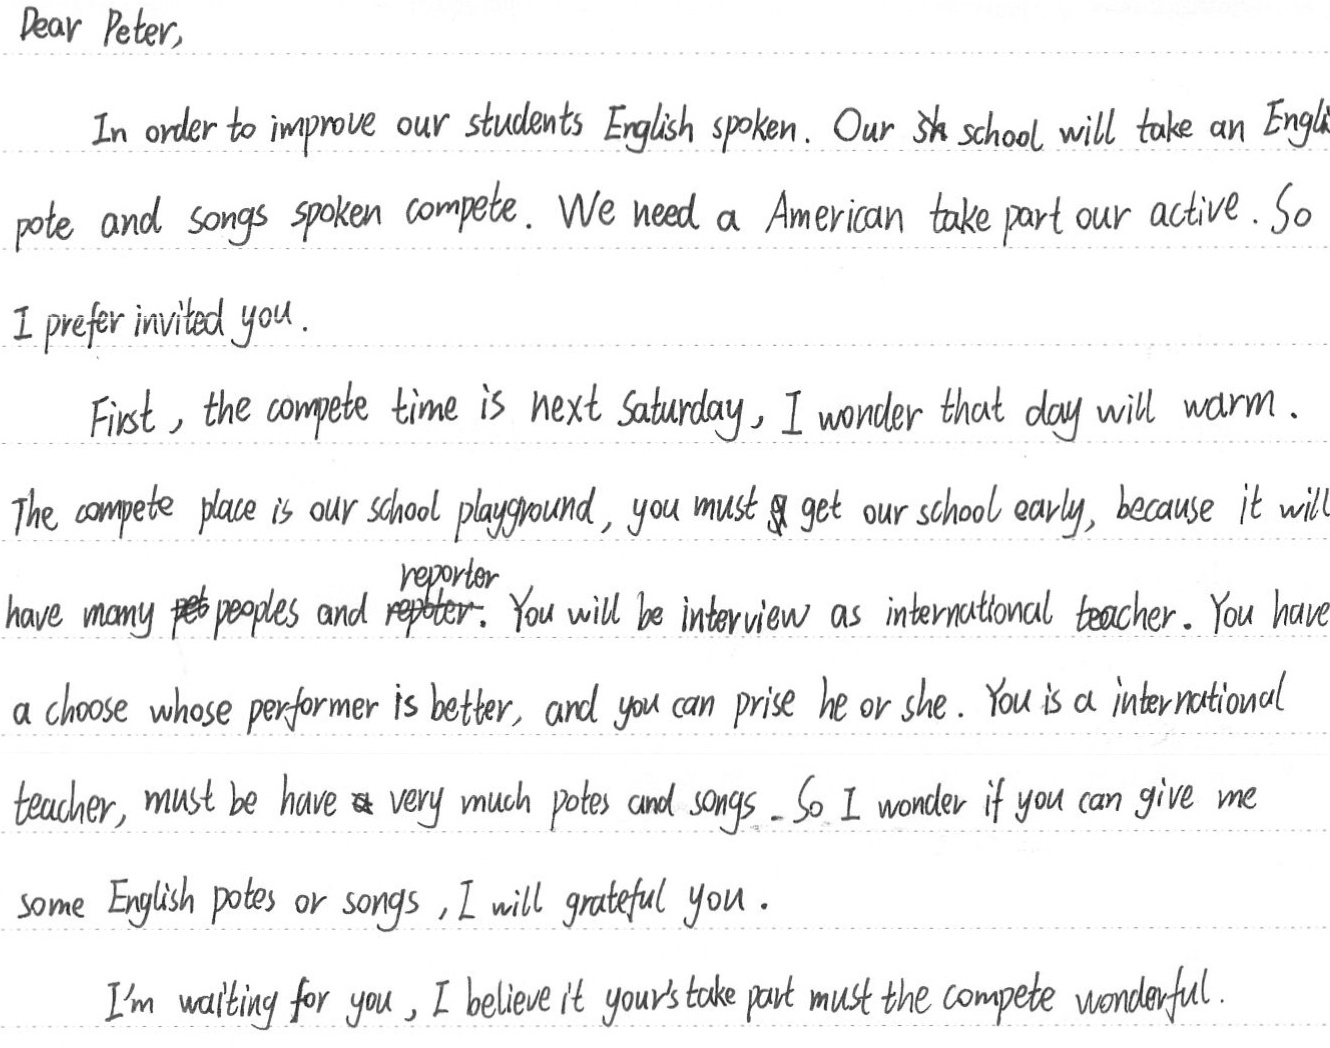 Dear Peter,
In order to improve our students English spoken. Our school will take an Engli
pote and songs spoken compete. We need a American take part our active. So
I prefer invited you.
First, the compete time is next Saturday, I wonder that day will warm.
The compete place is our school playground, you must get our school early, because it will
reporter
have many peoples and repoter. You will be interview as international teacher. You have
a choose whose performer is better, and you can prise he or she. You is a international
teacher, must be have very much potes and songs. So I wonder if you can give me
some English potes or songs, I will grateful you.
I'm waiting for you, I believe it your's take part must the compete wonderful.